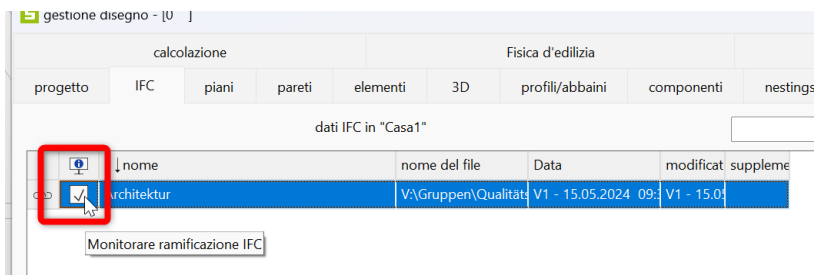 gestione disegno - [0 ]
calcolazione Fisica d'edilizia
progetto IFC piani pareti elementi 3D profili/abbaini componenti nestings
dati IFC in "Casa1"
↓nome nome del file Data modificat suppleme
Architektur V:\Gruppen\Qualitäts V1 - 15.05.2024 09:3 V1 - 15.05
Monitorare ramificazione IFC